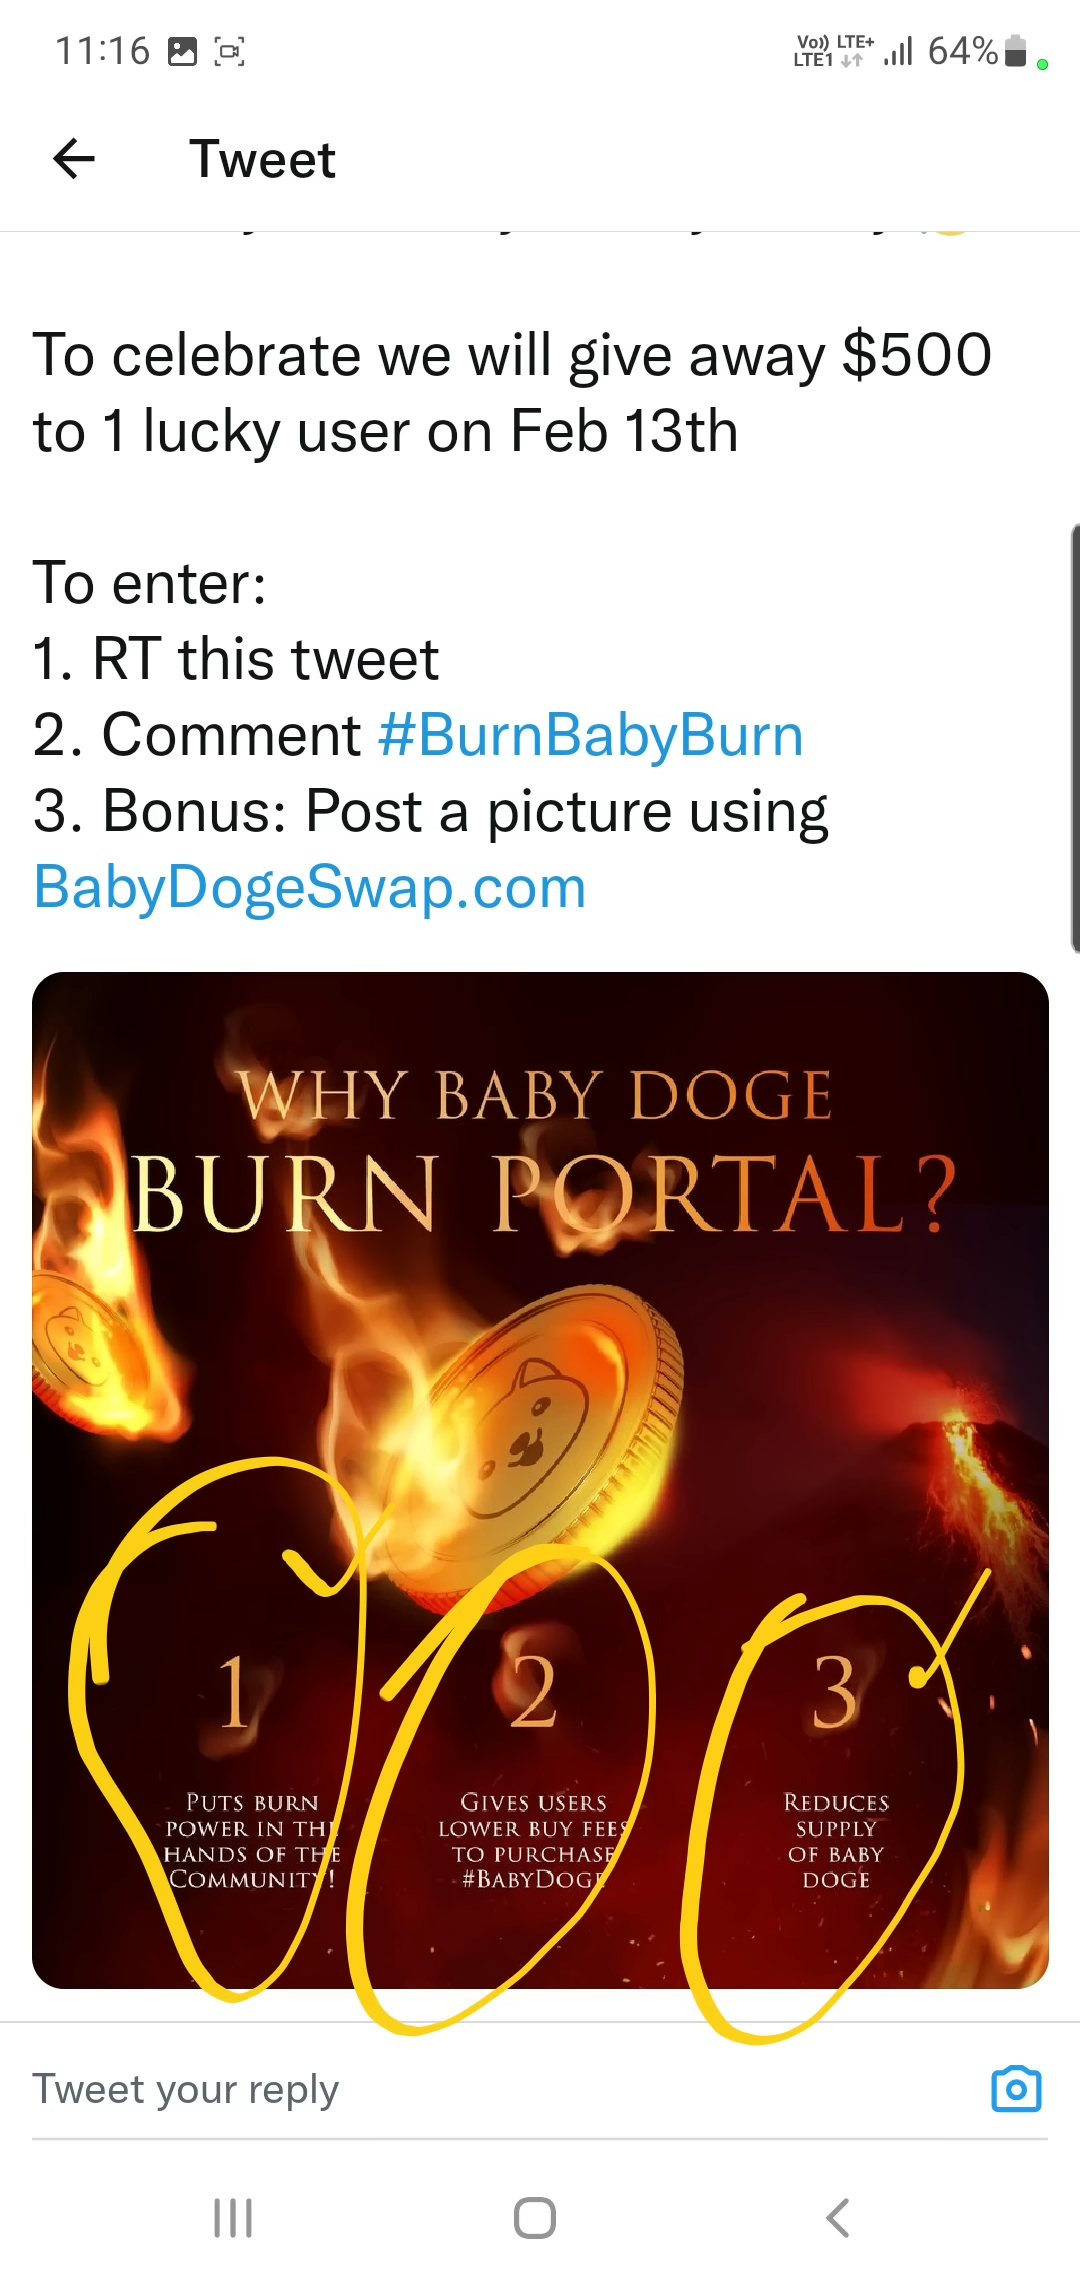 11:16
Vo)) LTE+
LTE1
64%
Tweet
To celebrate we will give away $500
to 1 lucky user on Feb 13th
To enter:
1. RT this tweet
2. Comment #BurnBabyBurn
3. Bonus: Post a picture using
BabyDogeSwap.com
WHY BABY DOGE
BURN PORTAL?
1
PUTS BURN
POWER IN THE
HANDS OF THE
COMMUNITY!
2
GIVES USERS
LOWER BUY FEES
TO PURCHASE
#BABYDOGE
3
REDUCES
SUPPLY
OF BABY
DOGE
Tweet your reply